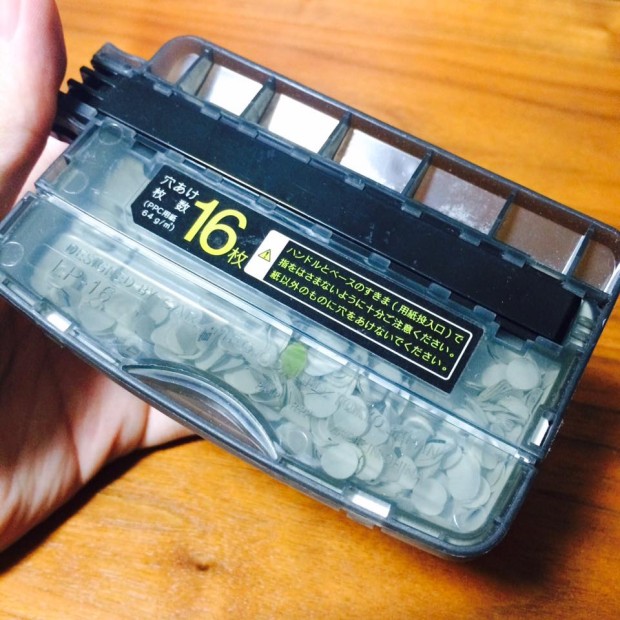 穴あけ
枚数
(PPC用紙
64g/㎡)
16枚
ハンドルとベースのすきま(用紙投入口)で
指をはさまないように十分ご注意ください。
紙以外のものに穴をあけないでください。